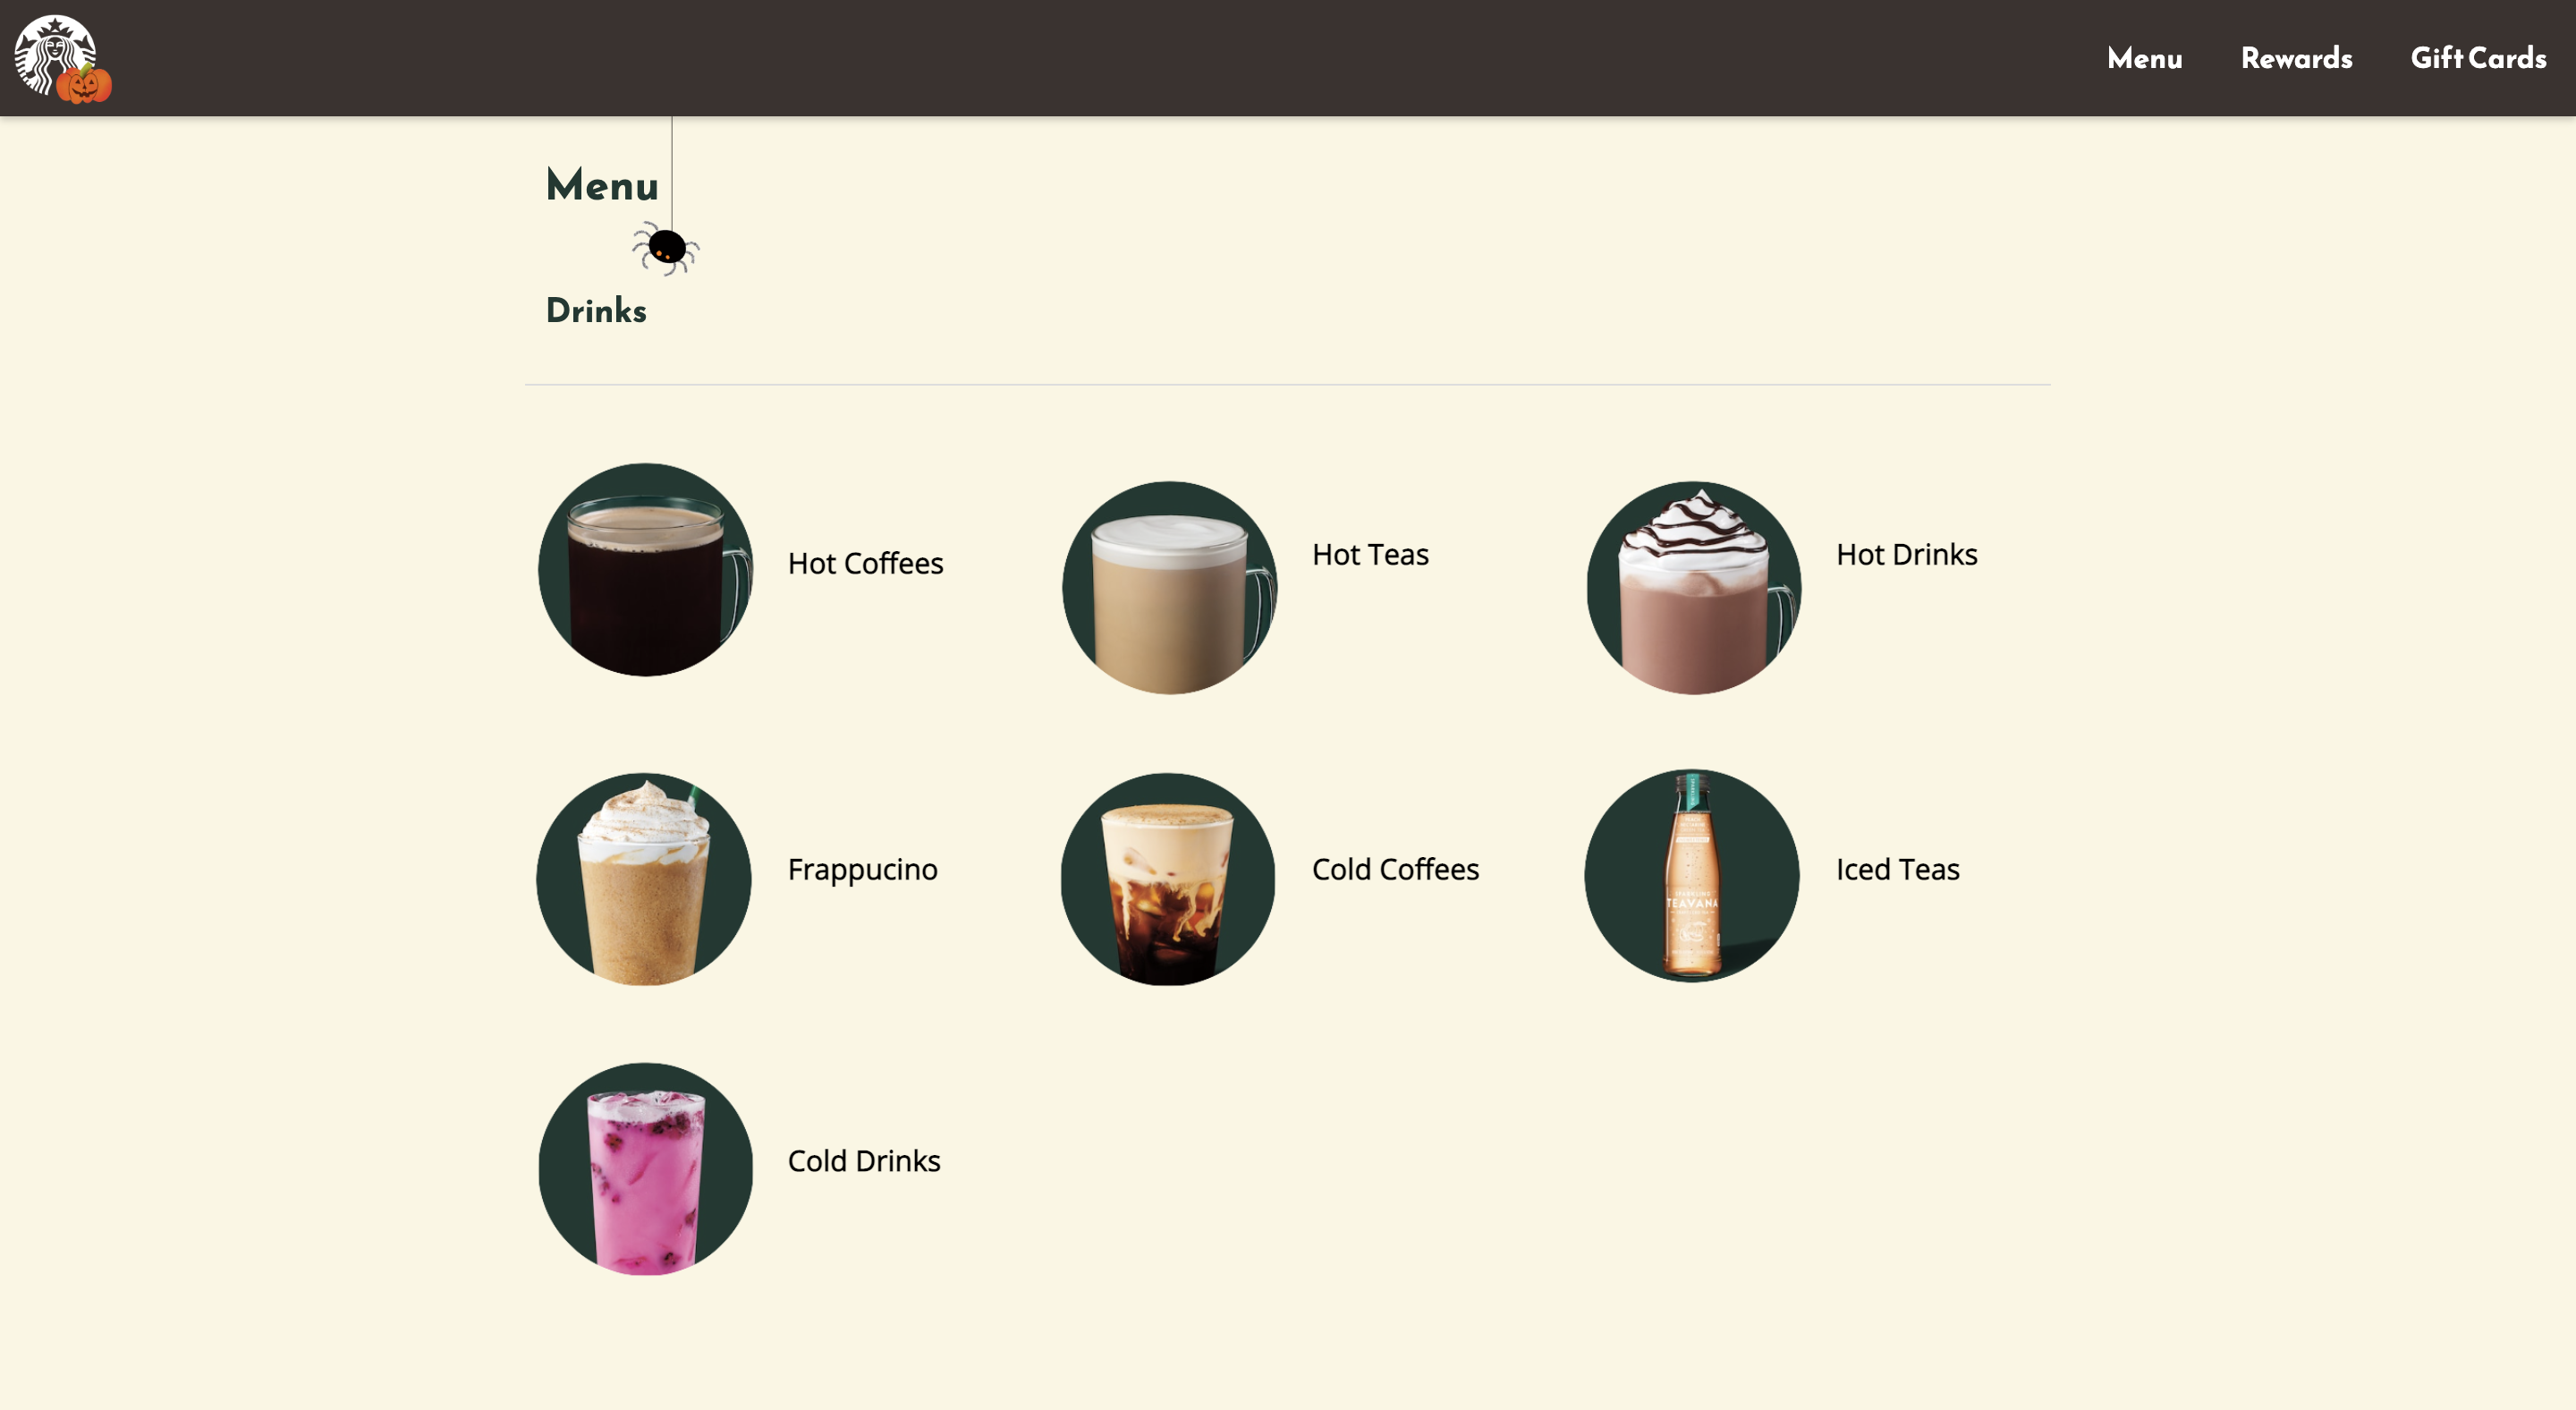 Menu Rewards Gift Cards
Menu
Drinks
Hot Coffees
Hot Teas
Hot Drinks
Frappucino
Cold Coffees
Iced Teas
TEAVANA
Cold Drinks